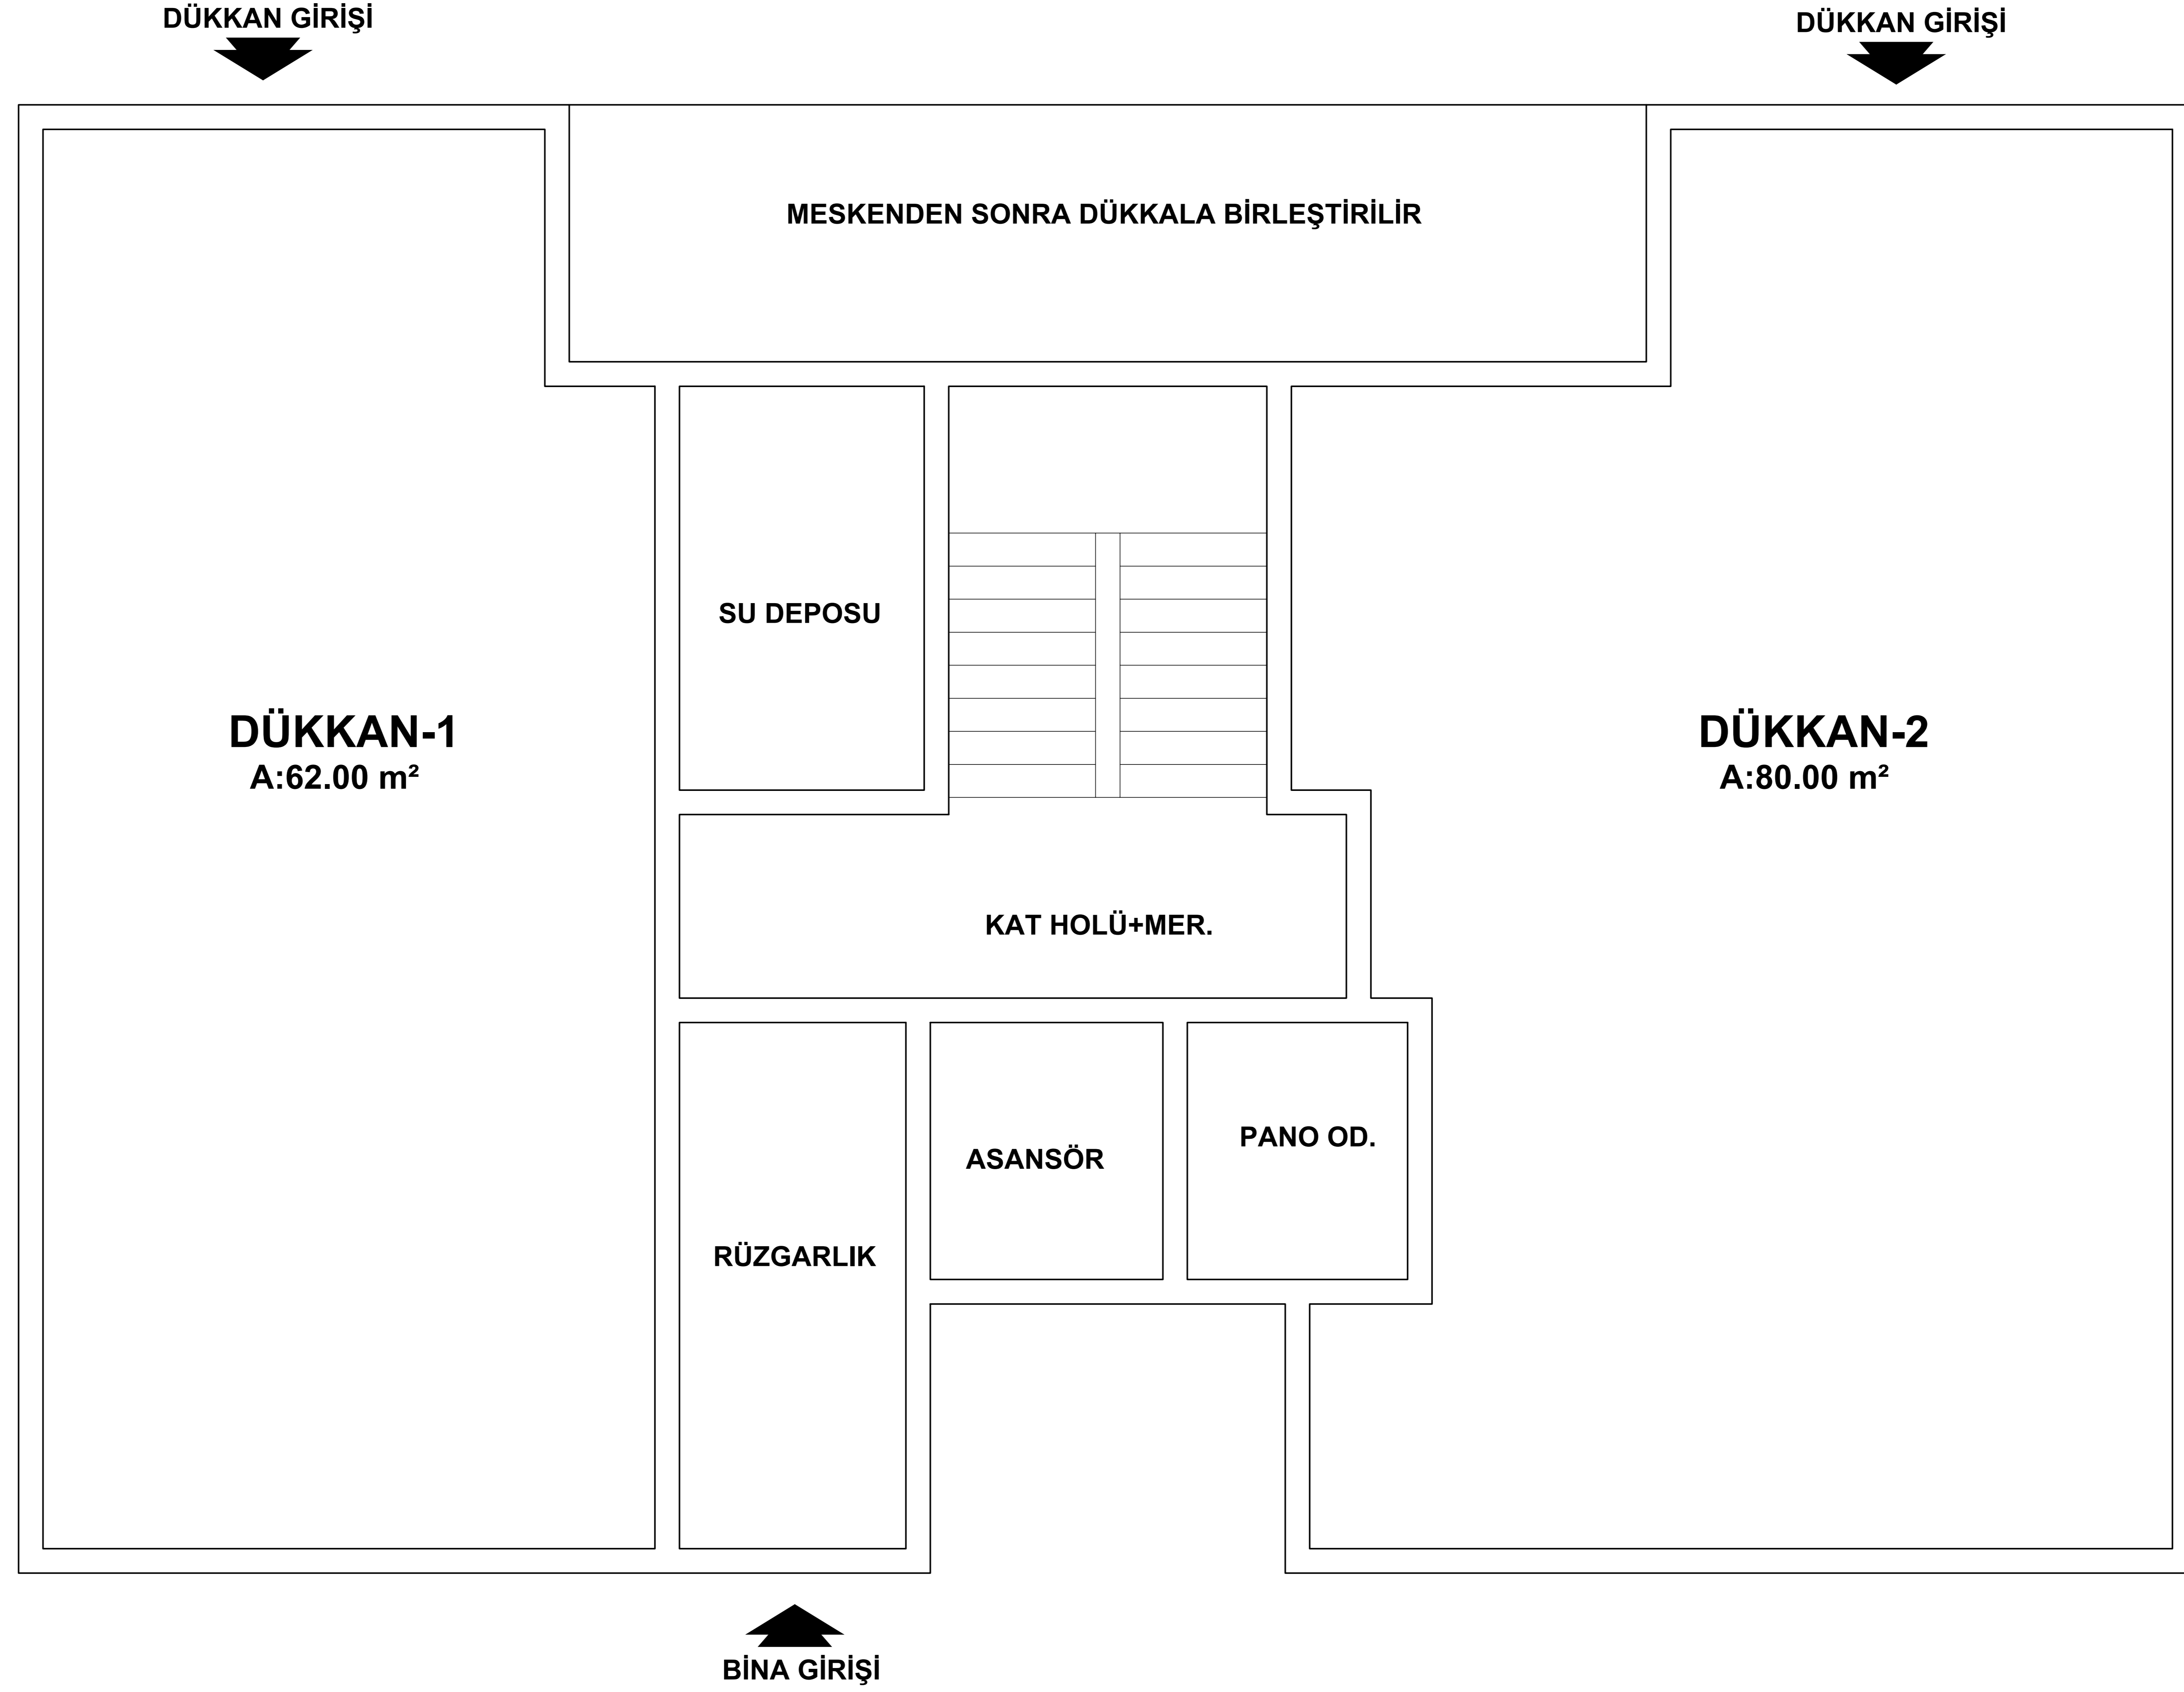 DÜKKAN GİRİŞİ
DÜKKAN GİRİŞİ
MESKENDEN SONRA DÜKKALA BİRLEŞTİRİLİR
SU DEPOSU
DÜKKAN-1
A:62.00 m²
DÜKKAN-2
A:80.00 m²
KAT HOLÜ+MER.
PANO OD.
ASANSÖR
RÜZGARLIK
BİNA GİRİŞİ